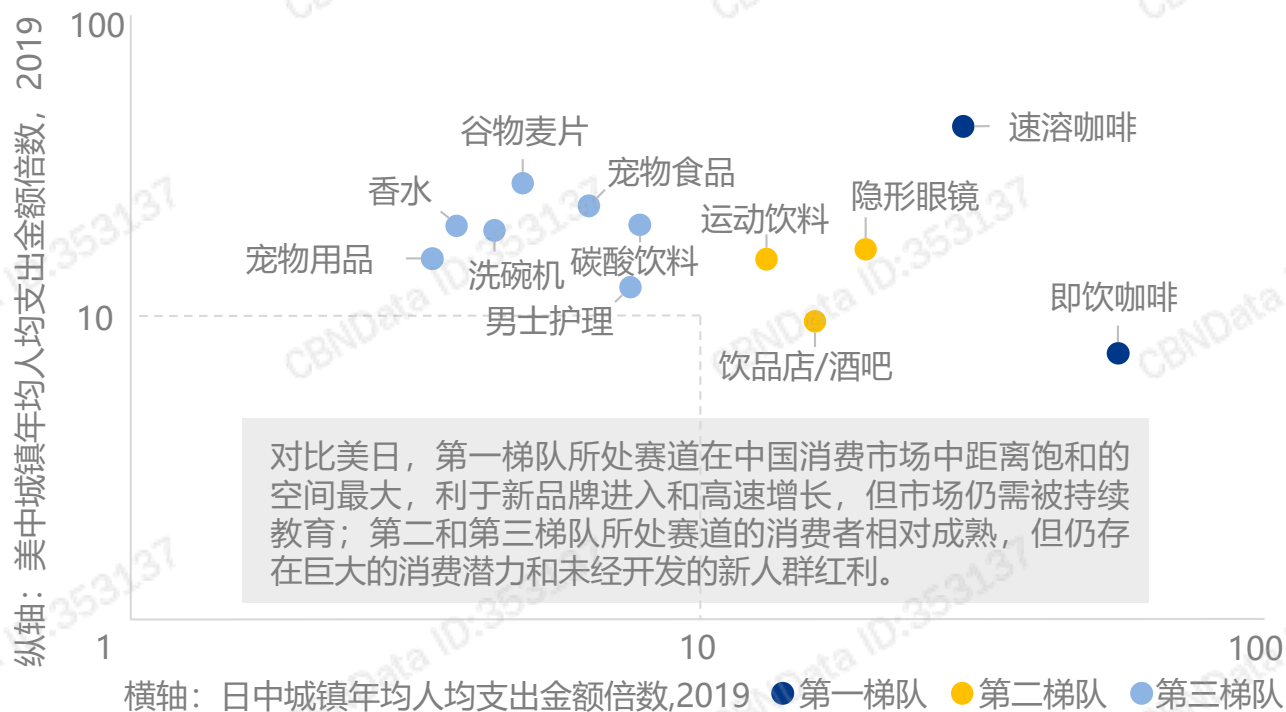 纵轴：美中城镇年均人均支出金额倍数，2019
100
速溶咖啡
谷物麦片
宠物食品
香水
隐形眼镜
运动饮料
宠物用品
洗碗机
碳酸饮料
即饮咖啡
10
男士护理
饮品店/酒吧
对比美日，第一梯队所处赛道在中国消费市场中距离饱和的
空间最大，利于新品牌进入和高速增长，但市场仍需被持续
教育；第二和第三梯队所处赛道的消费者相对成熟，但仍存
在巨大的消费潜力和未经开发的新人群红利。
1
10
100
横轴：日中城镇年均人均支出金额倍数,2019
第一梯队
第二梯队
第三梯队
CBNData ID:353137